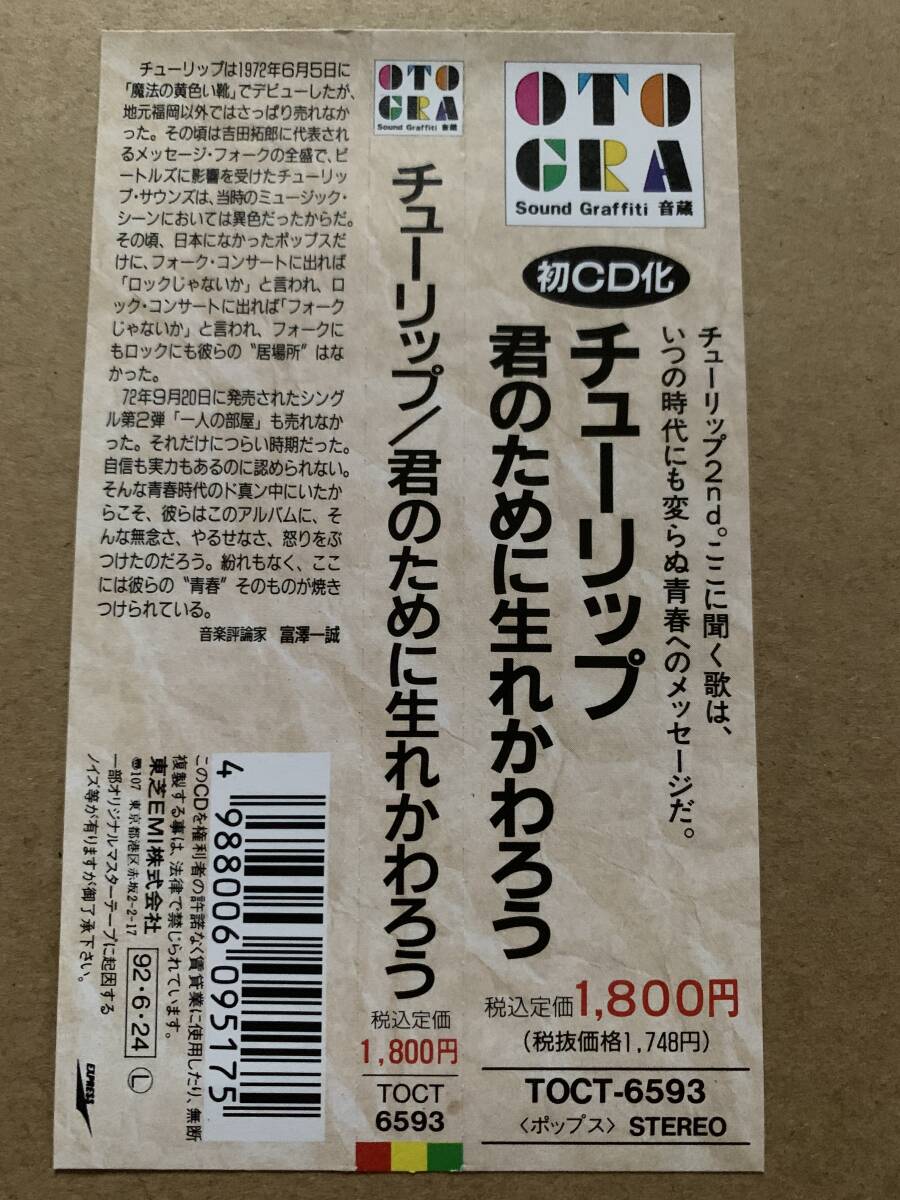 チューリップは1972年6月5日に
「魔法の黄色い靴」でデビューしたが、
地元福岡以外ではさっぱり売れなか
った。その頃は吉田拓郎に代表され
るメッセージ・フォークの全盛で、ビ
ートルズに影響を受けたチューリッ
プ・サウンズは、当時のミュージック・
シーンにおいては異色だったからだ。
その頃、日本になかったポップスだ
けに、フォーク・コンサートに出れば
「ロックじゃないか」と言われ、ロ
ック・コンサートに出れば「フォーク
じゃないか」と言われ、フォークに
もロックにも彼らの“居場所”はな
かった。
72年9月20日に発売されたシング
ル第2弾「一人の部屋」も売れなか
った。それだけにつらい時期だった。
自信も実力もあるのに認められない。
そんな青春時代のド真ン中にいたか
らこそ、彼らはこのアルバムに、そ
んな無念さ、やるせなさ、怒りをぶ
つけたのだろう。紛れもなく、ここ
には彼らの“青春”そのものが焼き
つけられている。
音楽評論家 富澤一誠
4 988006 095175
このCDを権利者の許諾なく賃貸業に使用したり、無断
複製する事は、法律で禁じられています。
東芝EMI株式会社
〠107 東京都港区赤坂2-2-17
92・6・24 Ⓛ
一部オリジナルマスターテープに起因する
ノイズ等が有りますが御了承下さい。
EXPRESS
OTO
GRA
Sound Graffiti 音蔵
チューリップ/君のために生れかわろう
税込定価
1,800円
TOCT
6593
OTO
GRA
Sound Graffiti 音蔵
初CD化
チューリップ2nd。ここに聞く歌は、
いつの時代にも変らぬ青春へのメッセージだ。
チューリップ
君のために生れかわろう
税込定価1,800円
(税抜価格1,748円)
TOCT-6593
〈ポップス〉 STEREO